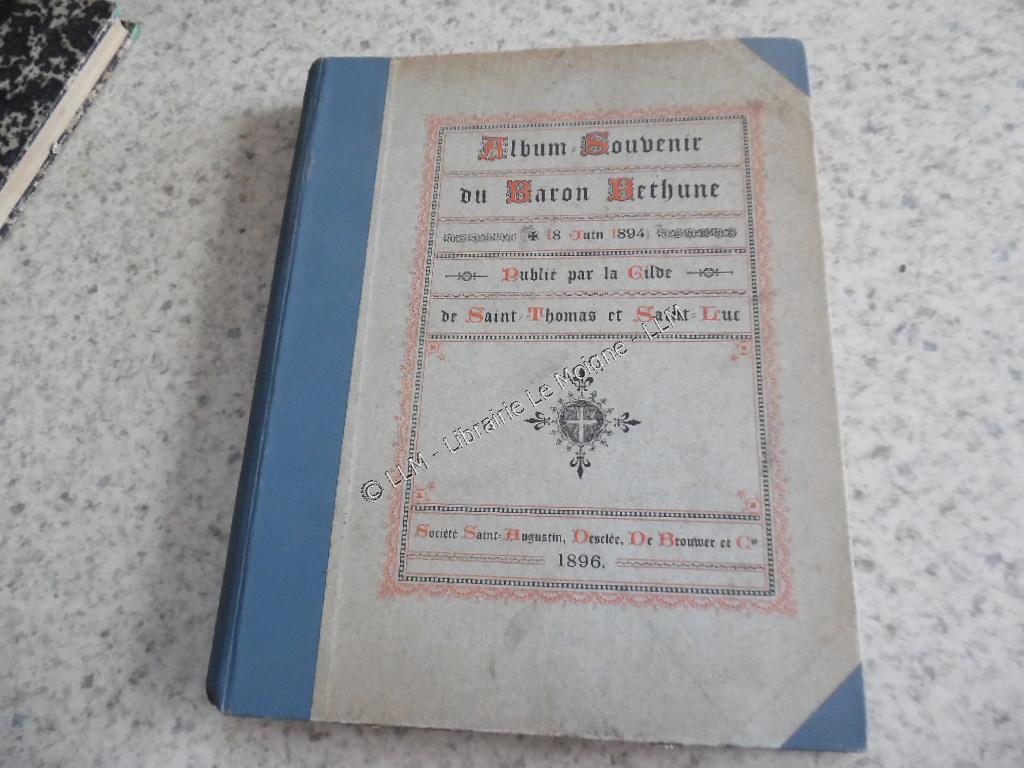 Album-Souvenir
du Baron Bethune
(✠ 18 Juin 1894)
Publié par la Gilde
de Saint-Thomas et Saint-Luc
© LLM - Librairie Le Moigne - LLM
Société Saint-Augustin, Desclée, De Brouwer et Cie
1896.